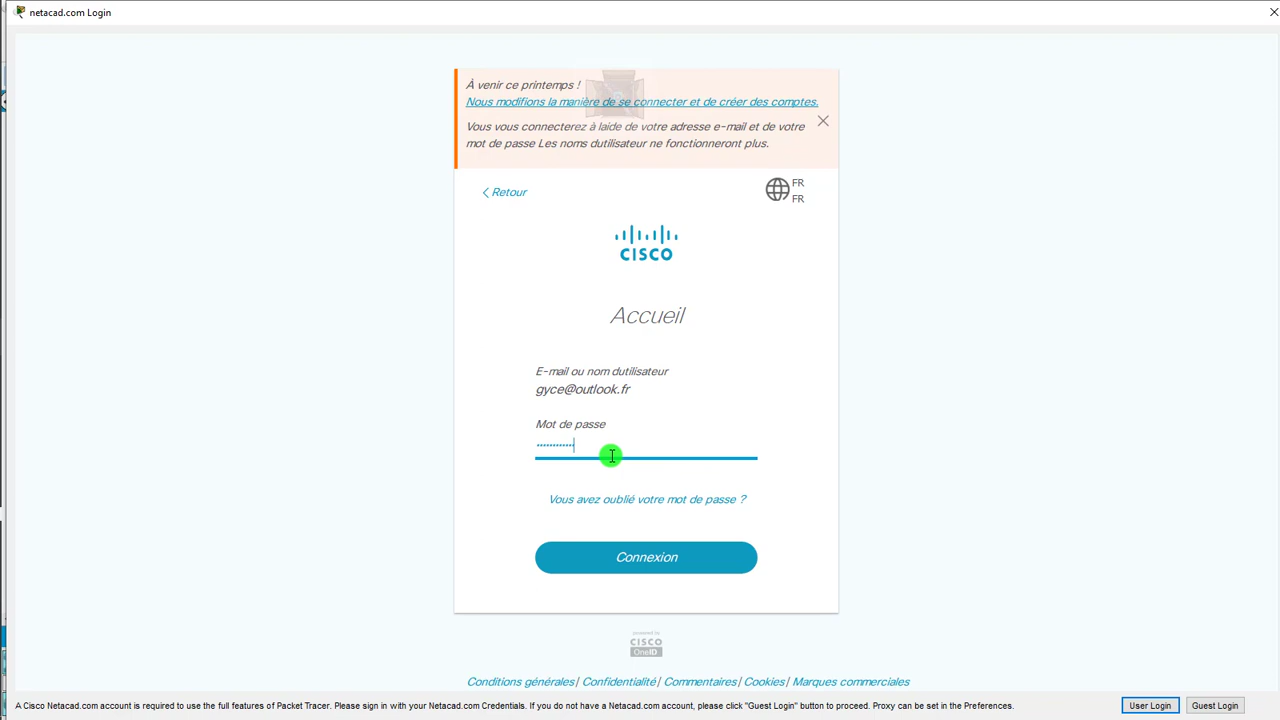 netacad.com Login
À venir ce printemps !
Nous modifions la manière de se connecter et de créer des comptes.
Vous vous connecterez à laide de votre adresse e-mail et de votre
mot de passe Les noms dutilisateur ne fonctionneront plus.
Retour
FR
FR
CISCO
Accueil
E-mail ou nom dutilisateur
gyce@outlook.fr
Mot de passe
Vous avez oublié votre mot de passe ?
Connexion
powered by
CISCO
OneID
Conditions générales| Confidentialité| Commentaires| Cookies| Marques commerciales
A Cisco Netacad.com account is required to use the full features of Packet Tracer. Please sign in with your Netacad.com Credentials. If you do not have a Netacad.com account, please click "Guest Login" button to proceed. Proxy can be set in the Preferences.
User Login
Guest Login